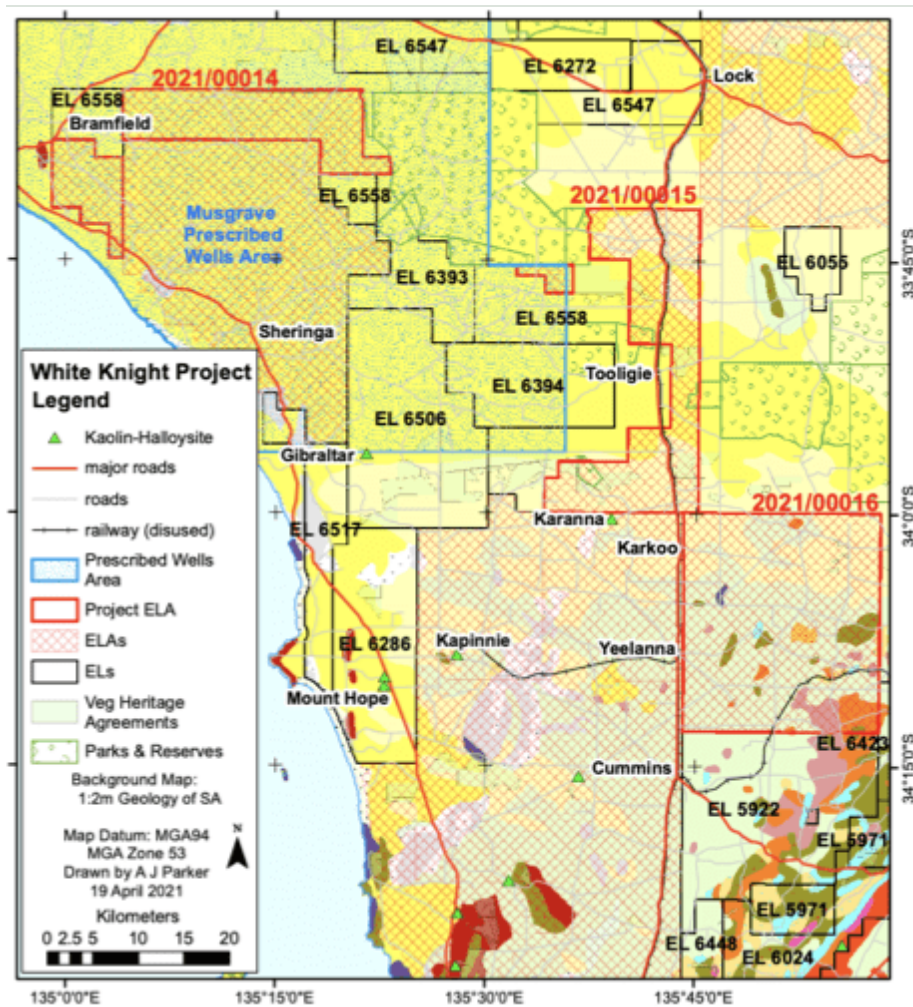 EL 6547
EL 6272
Lock
2021/00014
EL 6547
EL 6558
Bramfield
EL 6558
2021/00015
Musgrave
Prescribed
Wells Area
EL 6393
EL 6055
33°45'0"S
Sheringa
EL 6558
White Knight Project
Legend
Kaolin-Halloysite
major roads
roads
railway (disused)
Prescribed Wells
Area
Project ELA
ELAs
ELs
Veg Heritage
Agreements
Parks & Reserves
Background Map:
1:2m Geology of SA
Map Datum: MGA94
MGA Zone 53
Drawn by A J Parker
19 April 2021
N
Kilometers
0 2.5 5 10 15 20
Tooligie
EL 6394
EL 6506
Gibraltar
2021/00016
34°0'0"S
EL 6517
Karanna
Karkoo
EL 6286
Kapinnie
Yeelanna
Mount Hope
EL 6423
Cummins
34°15'0"S
EL 5922
EL 5971
EL 5971
EL 6448
EL 6024
135°0'0"E
135°15'0"E
135°30'0"E
135°45'0"E